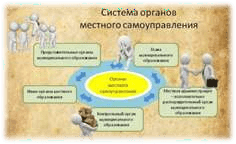 Система органов
местного самоуправления
Представительные органы
муниципального образования
Глава
муниципального
образования
Органы
местного
самоуправления
Иные органы местного
образования
Местная администрация
– исполнительно-
распорядительный орган
муниципального
образования
Контрольный орган
муниципального
образования